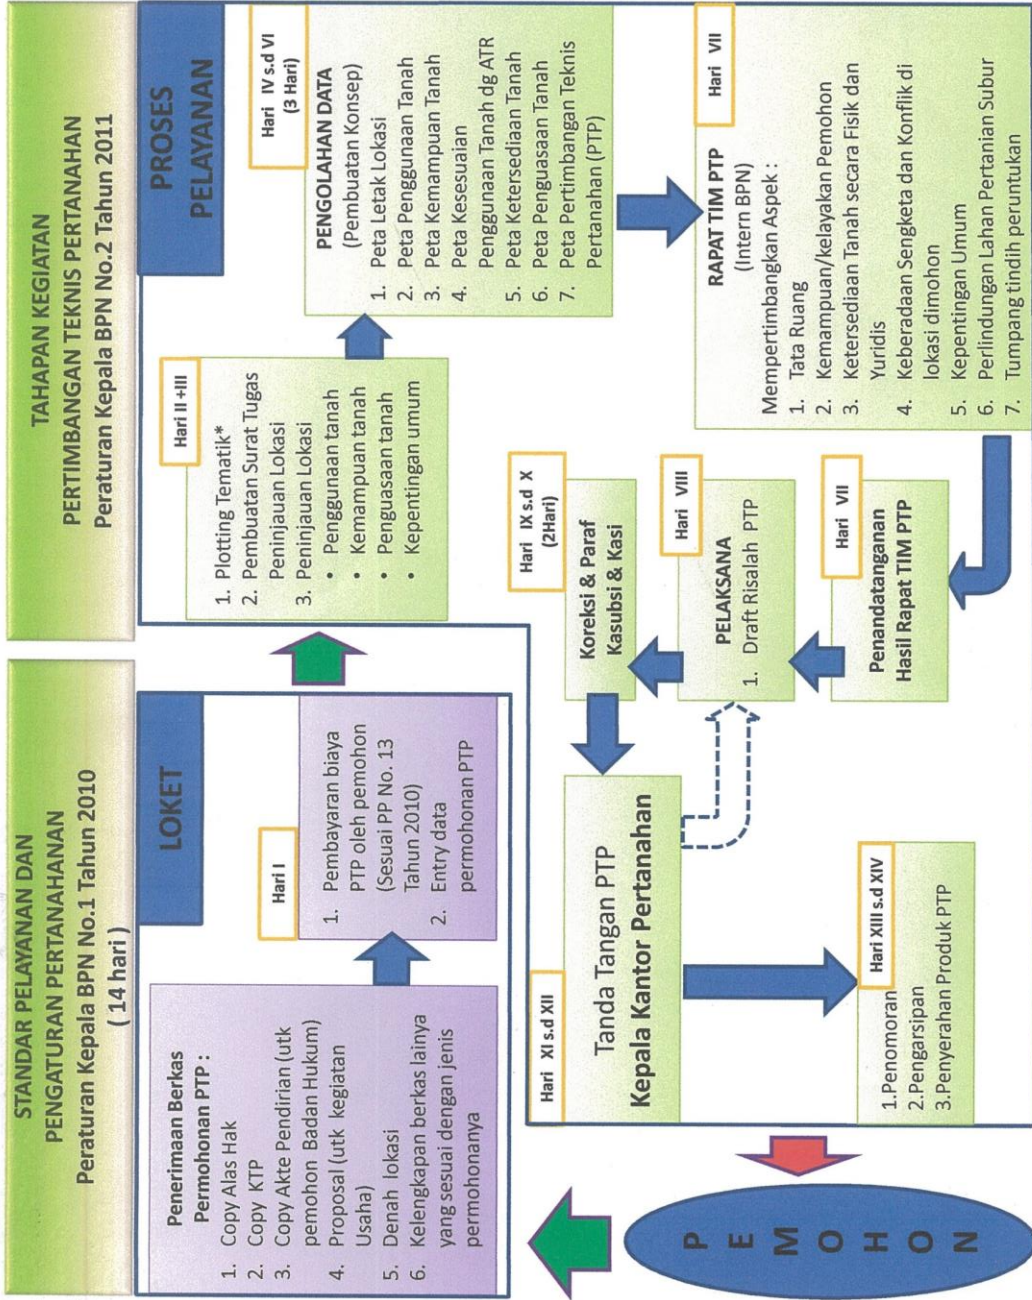 STANDAR PELAYANAN DAN
PENGATURAN PERTANAHANAN
Peraturan Kepala BPN No.1 Tahun 2010
( 14 hari )
TAHAPAN KEGIATAN
PERTIMBANGAN TEKNIS PERTANAHAN
Peraturan Kepala BPN No.2 Tahun 2011
LOKET
Penerimaan Berkas
Permohonan PTP :
1. Copy Alas Hak
2. Copy KTP
3. Copy Akte Pendirian (utk
pemohon Badan Hukum)
4. Proposal (utk kegiatan
Usaha)
5. Denah lokasi
6. Kelengkapan berkas lainya
yang sesuai dengan jenis
permohonanya
Hari I
1. Pembayaran biaya
PTP oleh pemohon
(Sesuai PP No. 13
Tahun 2010)
2. Entry data
permohonan PTP
PROSES
PELAYANAN
Hari II +III
1. Plotting Tematik*
2. Pembuatan Surat Tugas
Peninjauan Lokasi
3. Peninjauan Lokasi
• Penggunaan tanah
• Kemampuan tanah
• Penguasaan tanah
• Kepentingan umum
Hari IV s.d VI
(3 Hari)
PENGOLAHAN DATA
(Pembuatan Konsep)
1. Peta Letak Lokasi
2. Peta Penggunaan Tanah
3. Peta Kemampuan Tanah
4. Peta Kesesuaian
Penggunaan Tanah dg ATR
5. Peta Ketersediaan Tanah
6. Peta Penguasaan Tanah
7. Peta Pertimbangan Teknis
Pertanahan (PTP)
Hari VII
RAPAT TIM PTP
(Intern BPN)
Mempertimbangkan Aspek :
1. Tata Ruang
2. Kemampuan/kelayakan Pemohon
3. Ketersediaan Tanah secara Fisik dan
Yuridis
4. Keberadaan Sengketa dan Konflik di
lokasi dimohon
5. Kepentingan Umum
6. Perlindungan Lahan Pertanian Subur
7. Tumpang tindih peruntukan
Hari VII
Penandatanganan
Hasil Rapat TIM PTP
Hari VIII
PELAKSANA
1. Draft Risalah PTP
Hari IX s.d X
(2Hari)
Koreksi & Paraf
Kasubsi & Kasi
Hari XI s.d XII
Tanda Tangan PTP
Kepala Kantor Pertanahan
Hari XIII s.d XIV
1.Penomoran
2.Pengarsipan
3.Penyerahan Produk PTP
PEMOHON